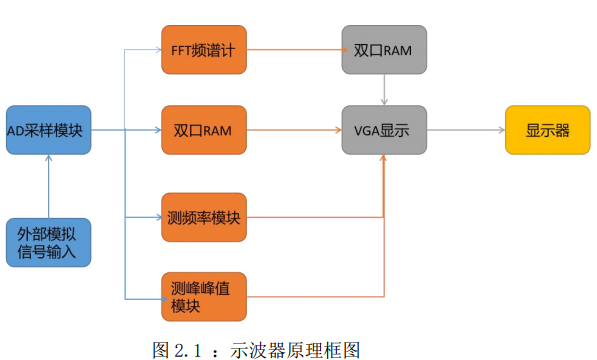 FFT频谱计
双口RAM
AD采样模块
双口RAM
VGA显示
显示器
外部模拟
信号输入
测频率模块
测峰峰值
模块
图 2.1 ：示波器原理框图